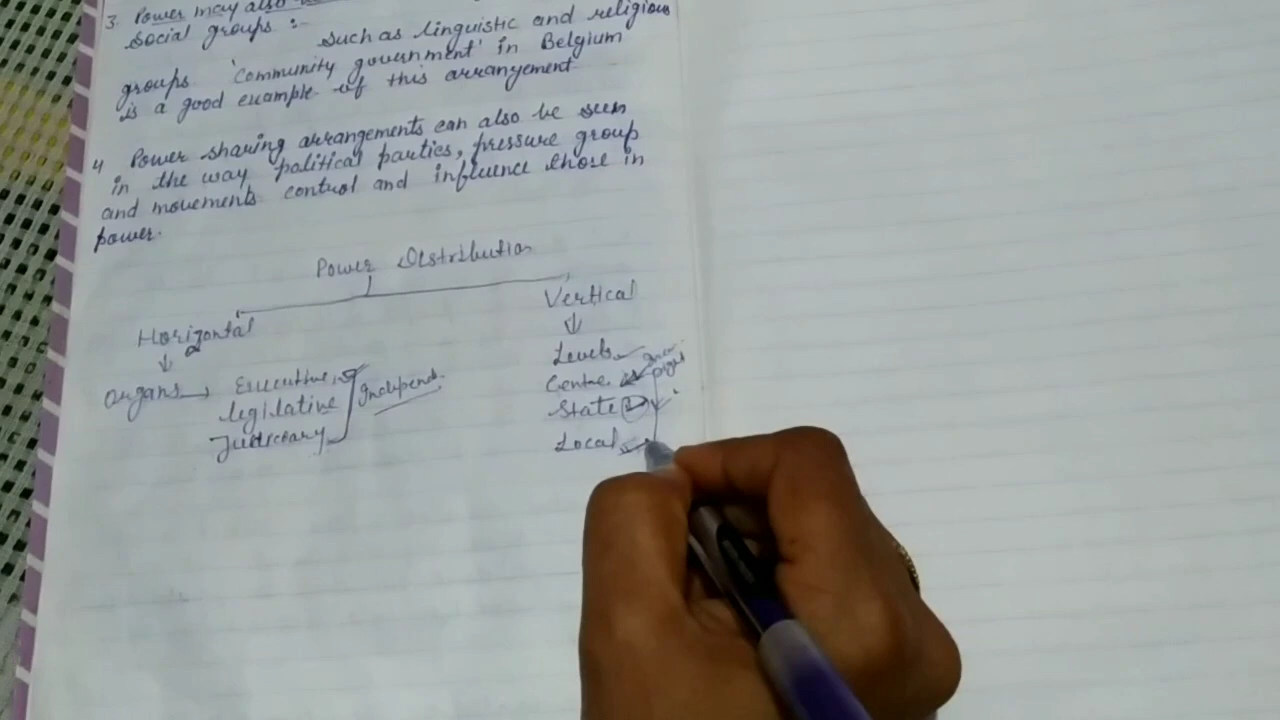 3. Power may also
social groups :-
such as linguistic and religious
groups. 'Community government' in Belgium
is a good example of this arrangement
4 Power sharing arrangements can also be seen
in the way political parties, pressure group
and movements control and influence those in
power.
Power Distribution
Horizontal
Vertical
Organs → Executive,
legislative
Judiciary
Independ.
Levels
Centre.
State
Local